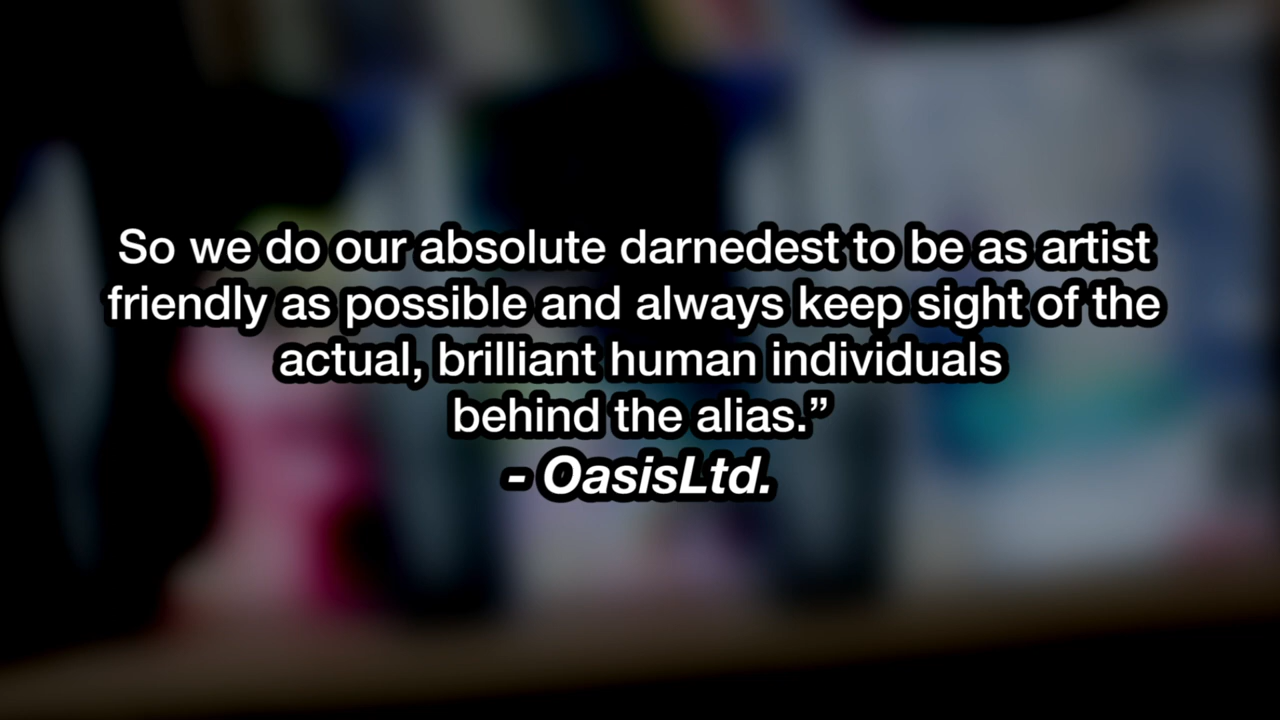 So we do our absolute darnedest to be as artist
friendly as possible and always keep sight of the
actual, brilliant human individuals
behind the alias.”
- OasisLtd.